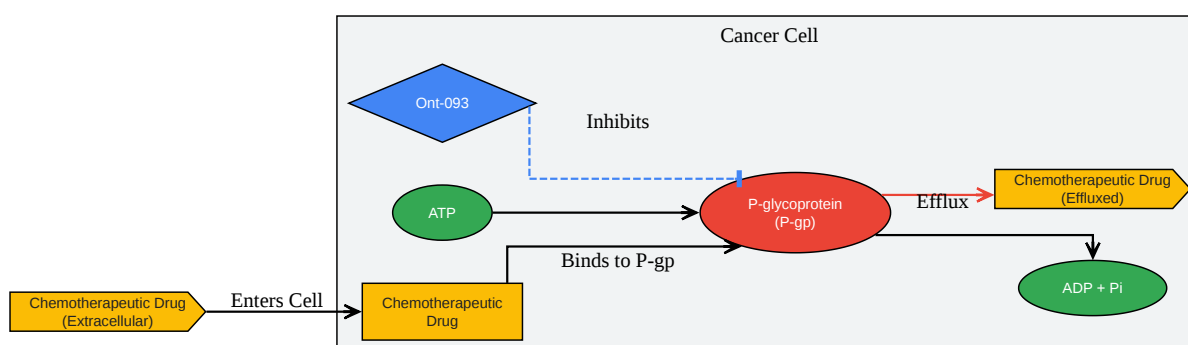 Cancer Cell
Ont-093
Inhibits
Chemotherapeutic Drug
(Effluxed)
P-glycoprotein
(P-gp)
Efflux
ATP
Binds to P-gp
ADP + Pi
Chemotherapeutic Drug
(Extracellular)
Enters Cell
Chemotherapeutic
Drug